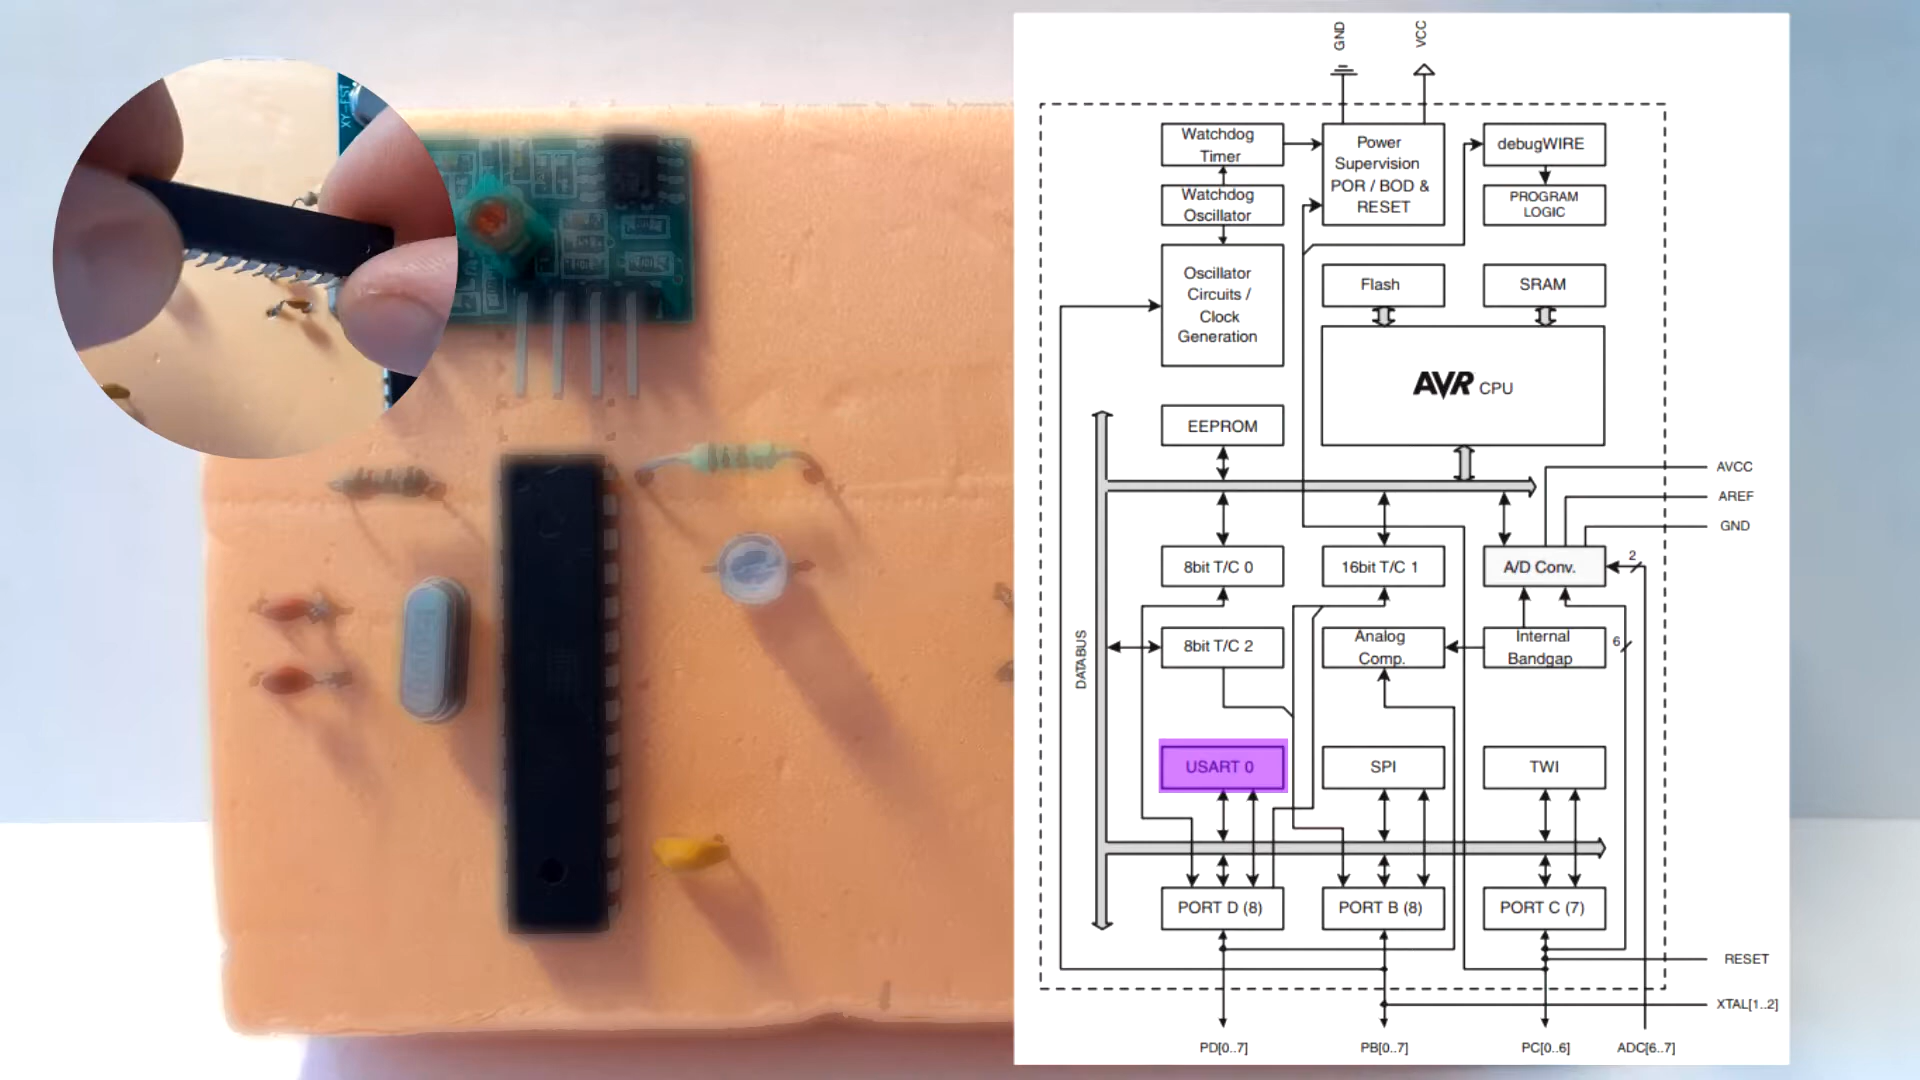 XY-FST
GND
VCC
Watchdog
Timer
Power
Supervision
POR / BOD &
RESET
debugWIRE
Watchdog
Oscillator
PROGRAM
LOGIC
Oscillator
Circuits /
Clock
Generation
Flash
SRAM
AVR CPU
EEPROM
AVCC
AREF
GND
8bit T/C 0
16bit T/C 1
A/D Conv.
2
DATABUS
8bit T/C 2
Analog
Comp.
Internal
Bandgap
6
USART 0
SPI
TWI
PORT D (8)
PORT B (8)
PORT C (7)
RESET
XTAL[1..2]
PD[0..7]
PB[0..7]
PC[0..6]
ADC[6..7]